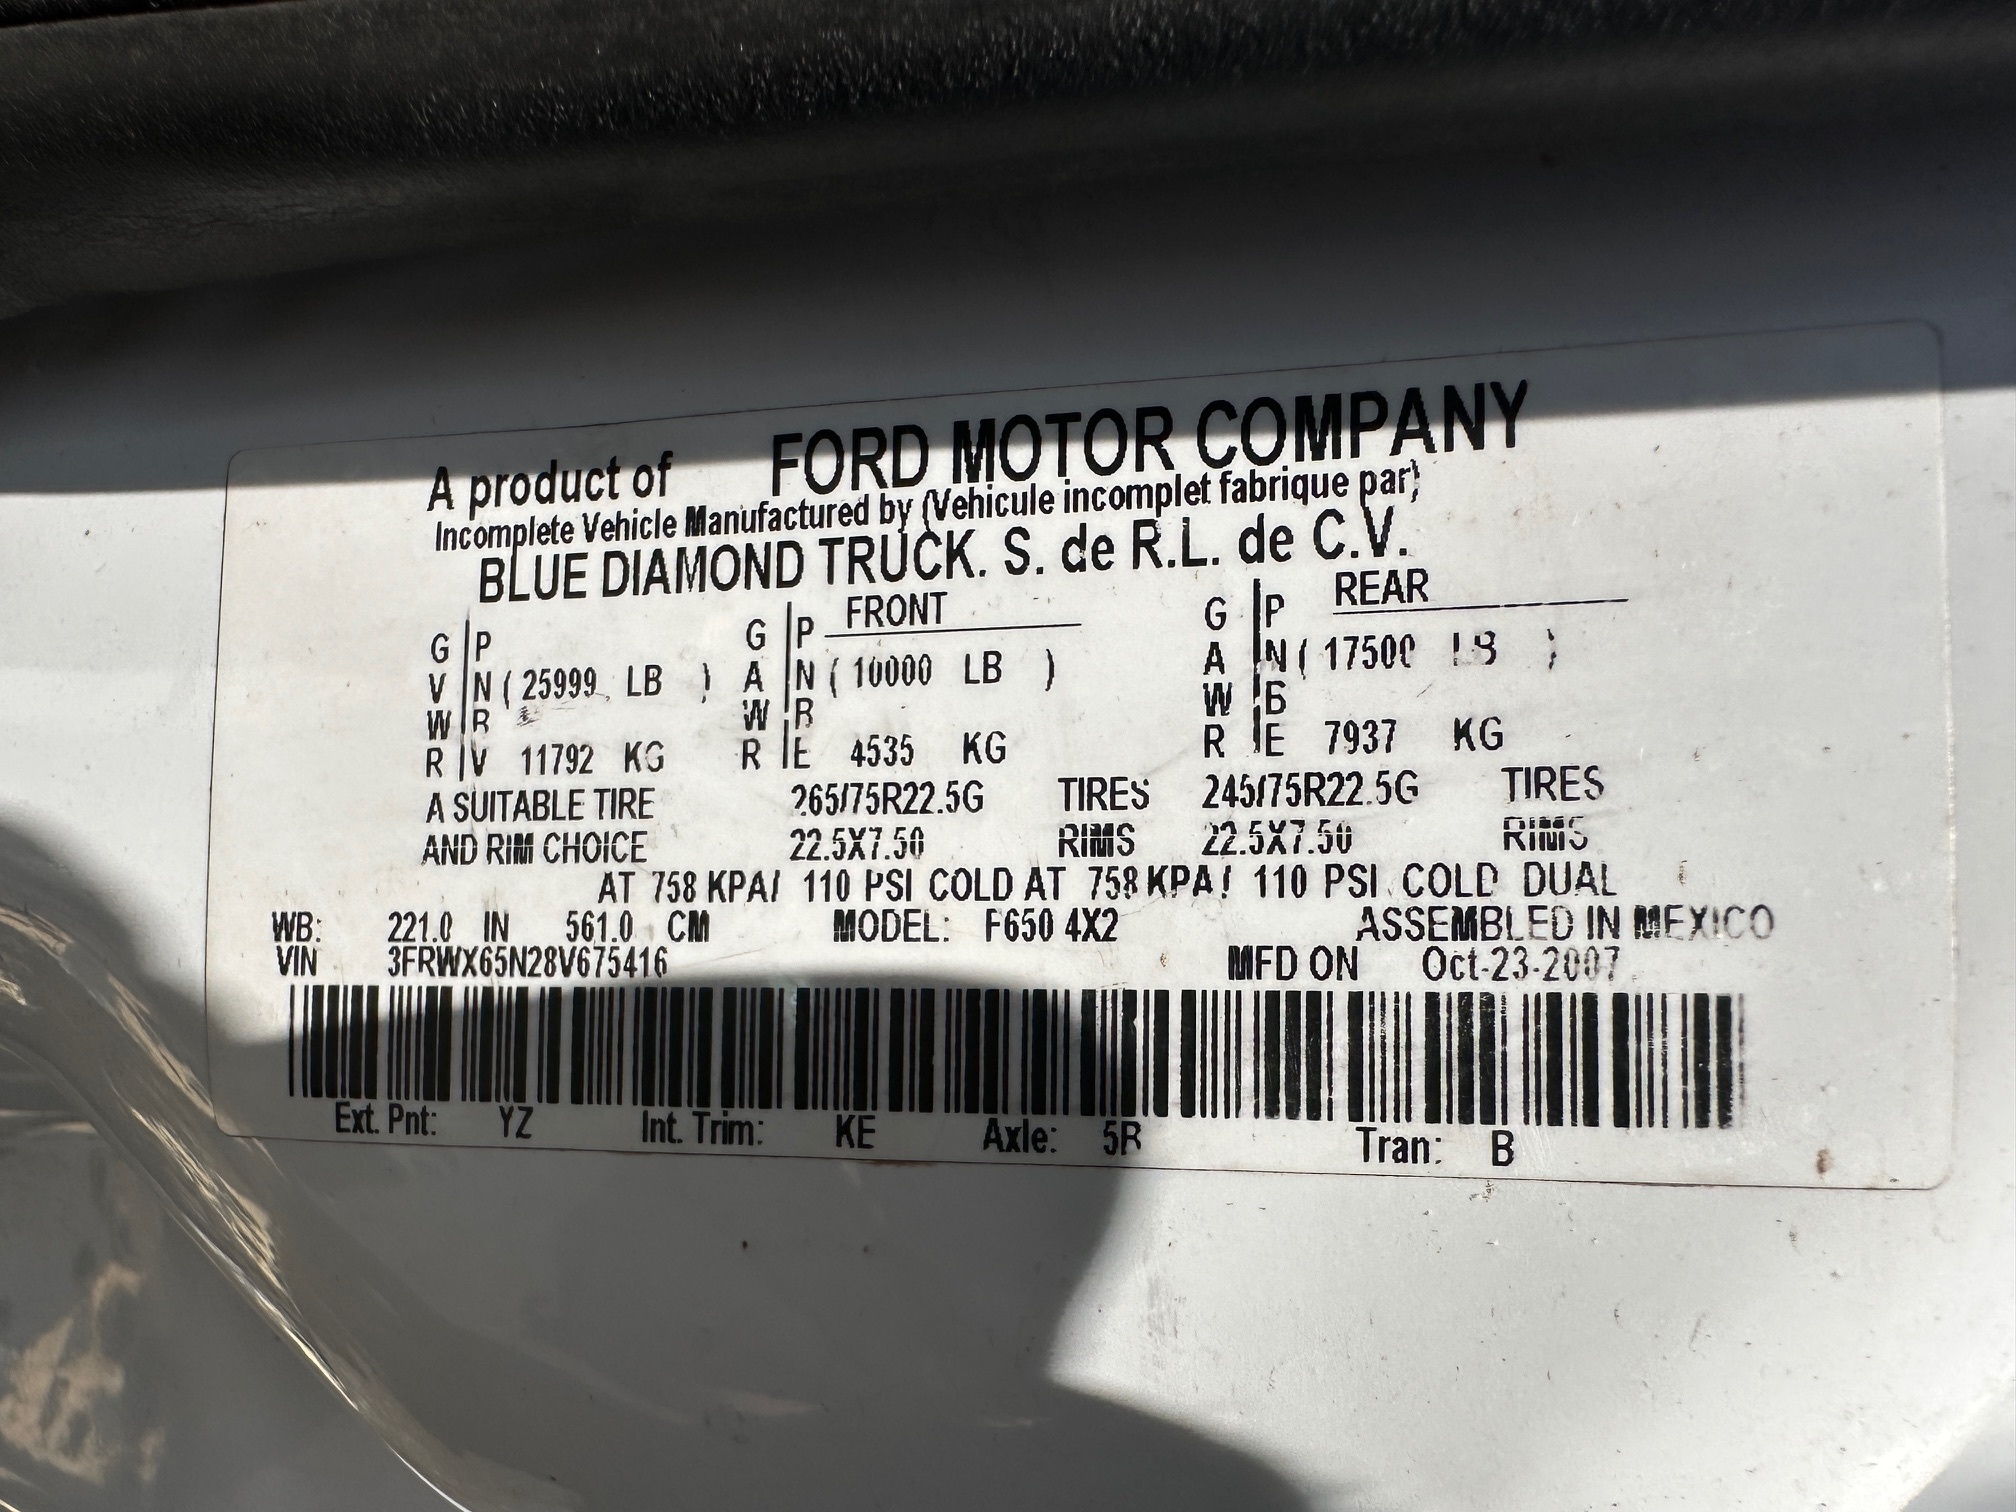 A product of FORD MOTOR COMPANY
Incomplete Vehicle Manufactured by (Vehicule incomplet fabrique par)
BLUE DIAMOND TRUCK. S. de R.L. de C.V.
G P G P FRONT G P REAR
V N ( 25999 LB ) A N ( 10000 LB ) A N ( 17500 LB )
W B W B W B
R V 11792 KG R E 4535 KG R E 7937 KG
A SUITABLE TIRE 265/75R22.5G TIRES 245/75R22.5G TIRES
AND RIM CHOICE 22.5X7.50 RIMS 22.5X7.50 RIMS
AT 758 KPA/ 110 PSI COLD AT 758 KPA/ 110 PSI COLD DUAL
WB: 221.0 IN 561.0 CM MODEL: F650 4X2 ASSEMBLED IN MEXICO
VIN 3FRWX65N28V675416 MFD ON Oct-23-2007
Ext. Pnt: YZ Int. Trim: KE Axle: 5R Tran: B